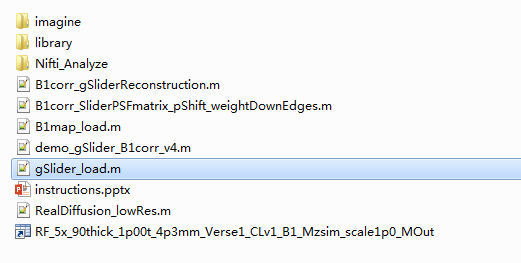 imagine
library
Nifti_Analyze
B1corr_gSliderReconstruction.m
B1corr_SliderPSFmatrix_pShift_weightDownEdges.m
B1map_load.m
demo_gSlider_B1corr_v4.m
gSlider_load.m
instructions.pptx
RealDiffusion_lowRes.m
RF_5x_90thick_1p00t_4p3mm_Verse1_CLv1_B1_Mzsim_scale1p0_MOut